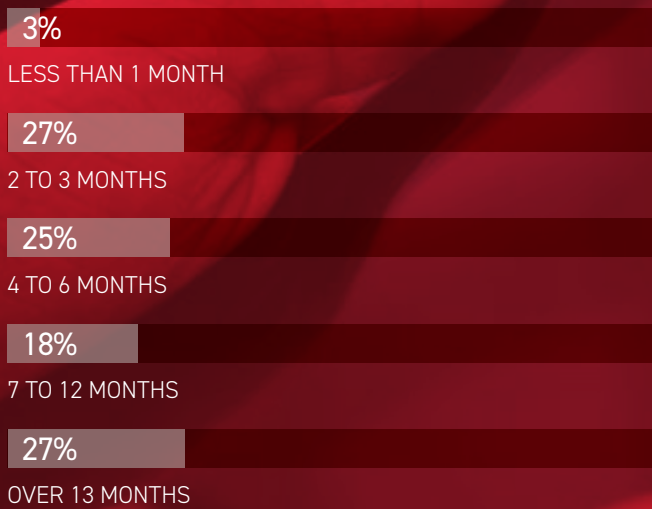 3%
LESS THAN 1 MONTH
27%
2 TO 3 MONTHS
25%
4 TO 6 MONTHS
18%
7 TO 12 MONTHS
27%
OVER 13 MONTHS